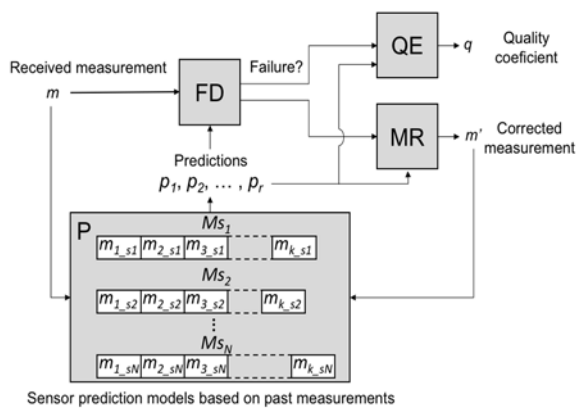 Received measurement
m
FD
Failure?
QE
q
Quality
coeficient
MR
m'
Corrected
measurement
Predictions
p1, p2, ... , pr
P
Ms1
m1_s1 m2_s1 m3_s1 mk_s1
Ms2
m1_s2 m2_s2 m3_s2 mk_s2
MsN
m1_sN m2_sN m3_sN mk_sN
Sensor prediction models based on past measurements